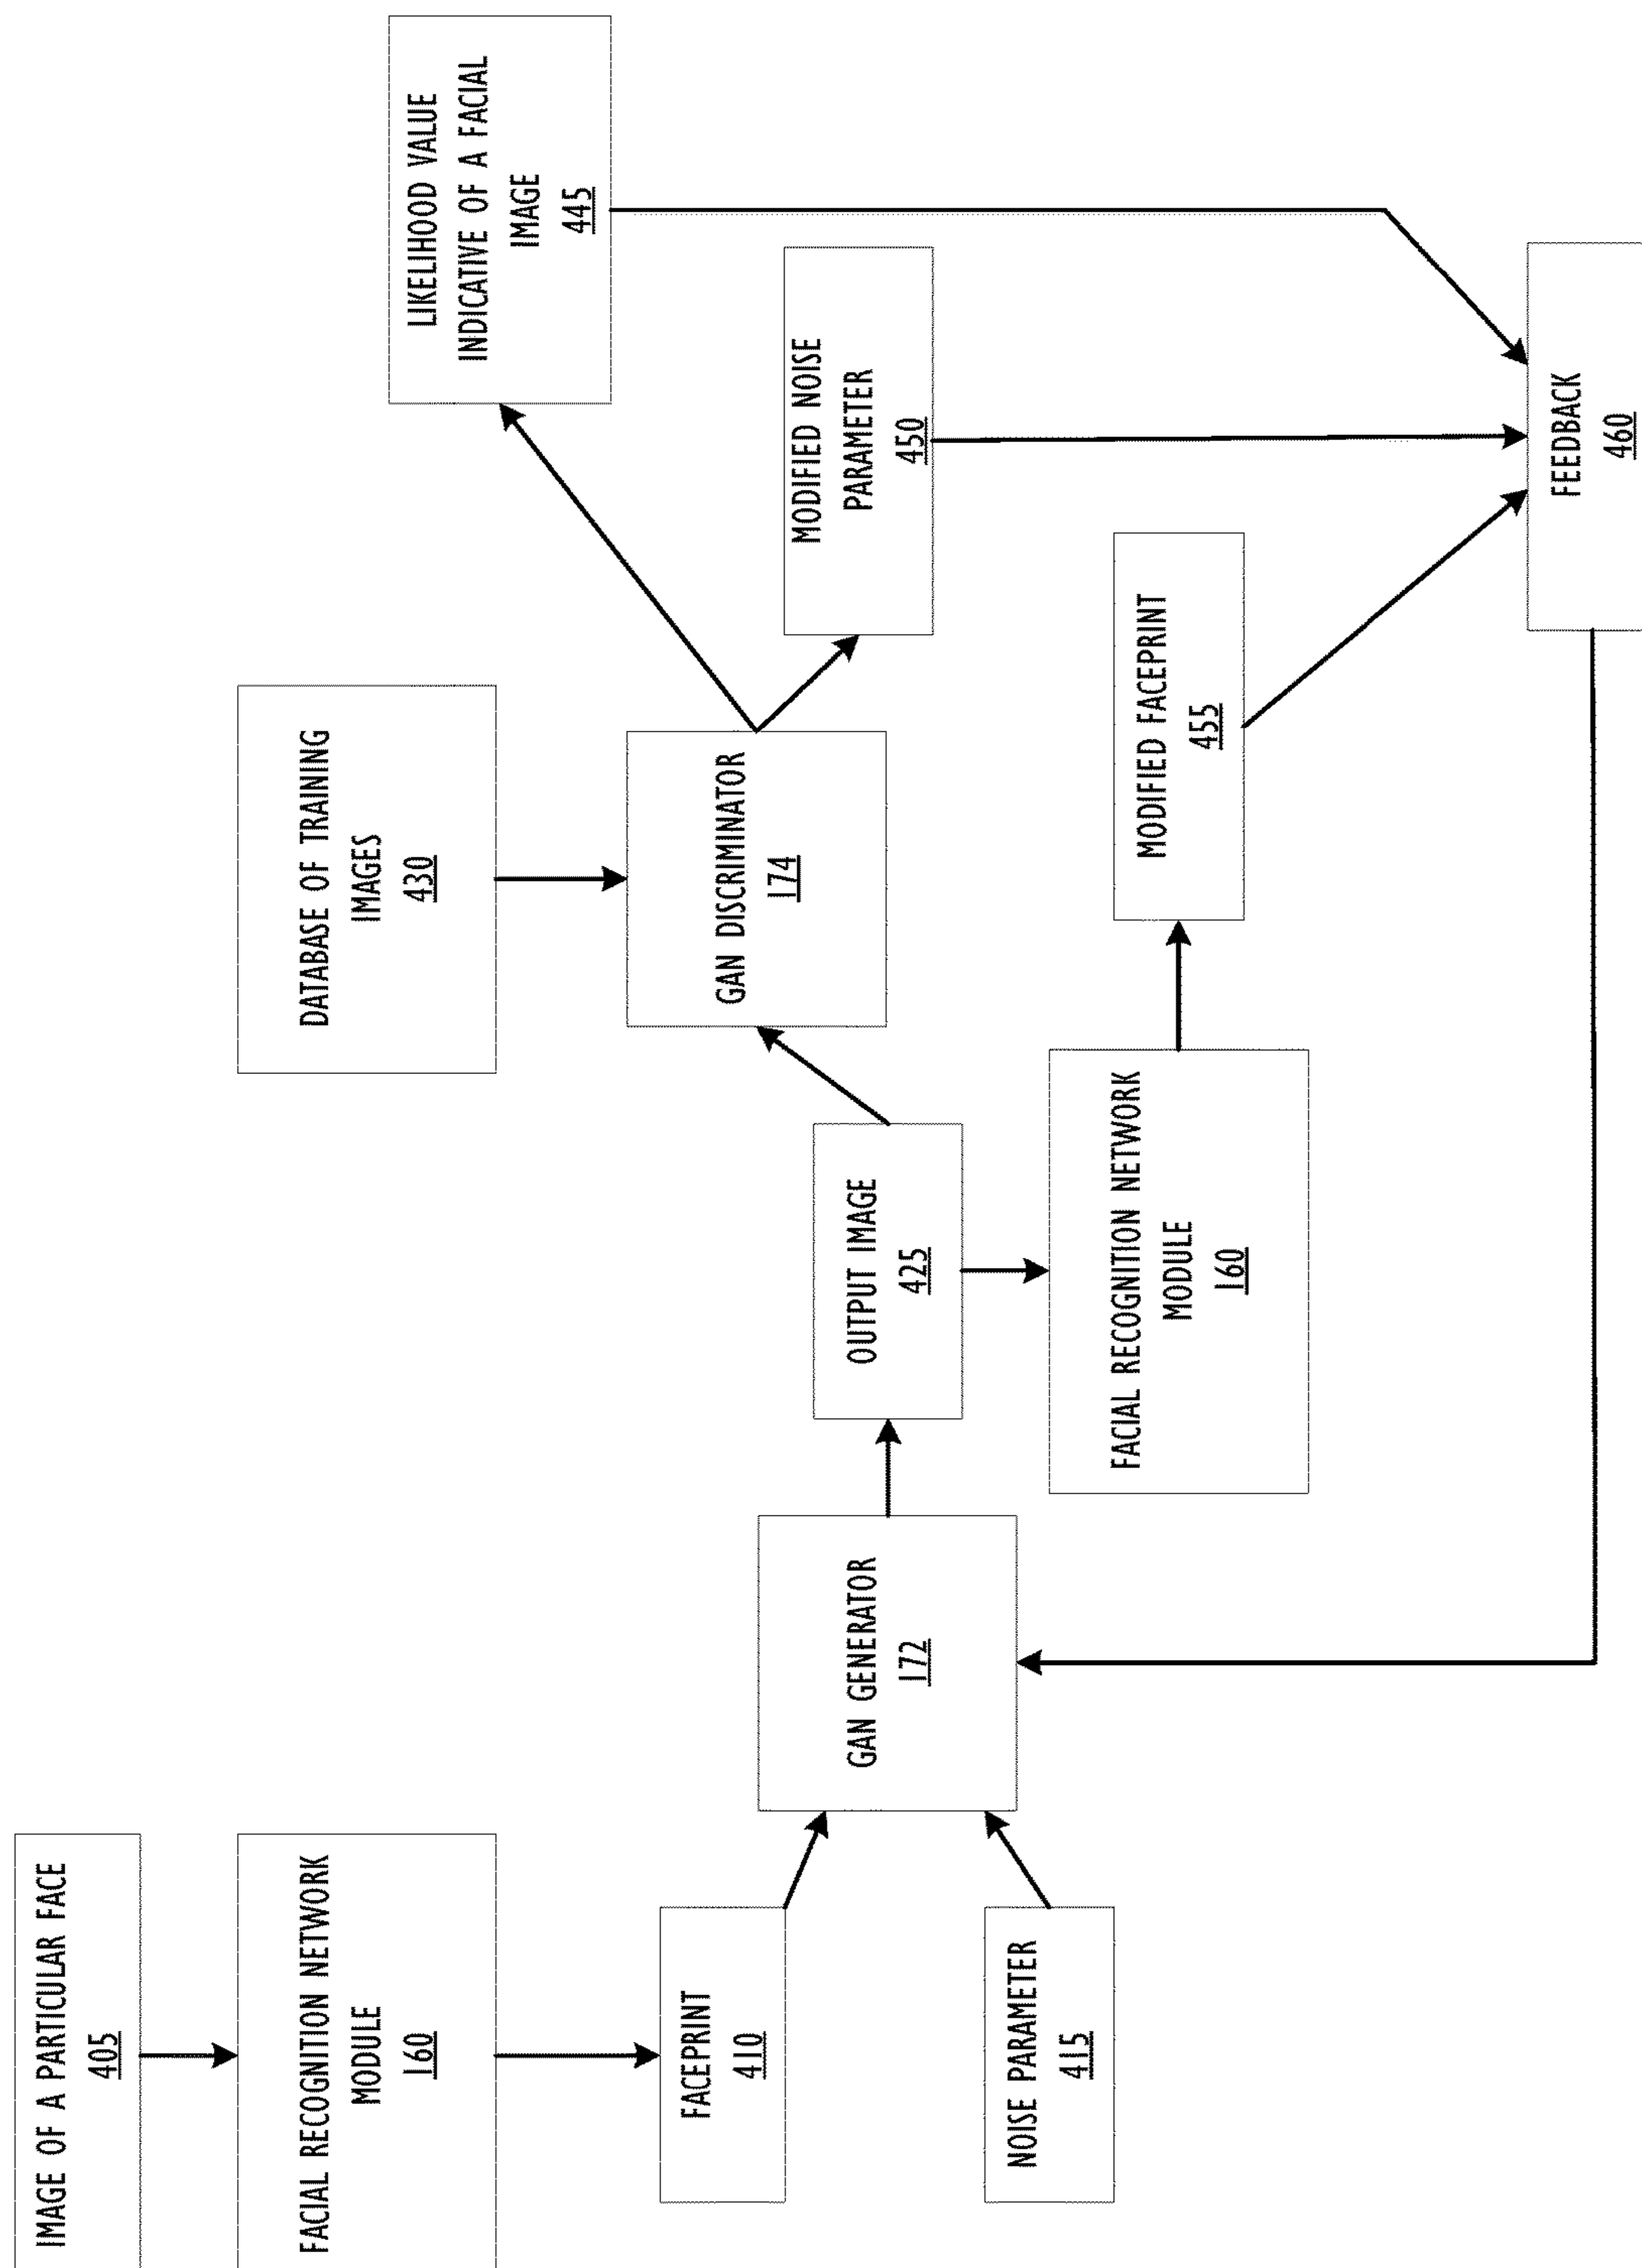 IMAGE OF A PARTICULAR FACE
405
FACIAL RECOGNITION NETWORK
MODULE
160
FACEPRINT
410
NOISE PARAMETER
415
GAN GENERATOR
172
OUTPUT IMAGE
425
FACIAL RECOGNITION NETWORK
MODULE
160
DATABASE OF TRAINING
IMAGES
430
GAN DISCRIMINATOR
174
MODIFIED FACEPRINT
455
MODIFIED NOISE
PARAMETER
450
LIKELIHOOD VALUE
INDICATIVE OF A FACIAL
IMAGE
445
FEEDBACK
460